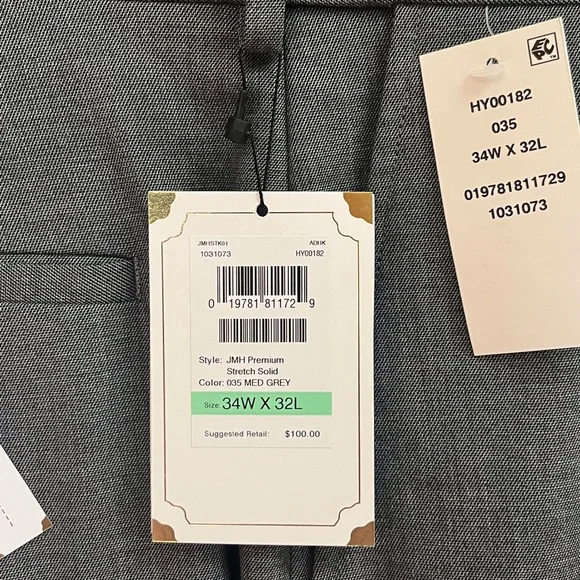 EPC™
HY00182
035
34W X 32L
019781811729
1031073
JMHSTK01 ADHK
1031073 HY00182
0 19781 81172 9
Style: JMH Premium
Stretch Solid
Color: 035 MED GREY
Size: 34W X 32L
Suggested Retail: $100.00